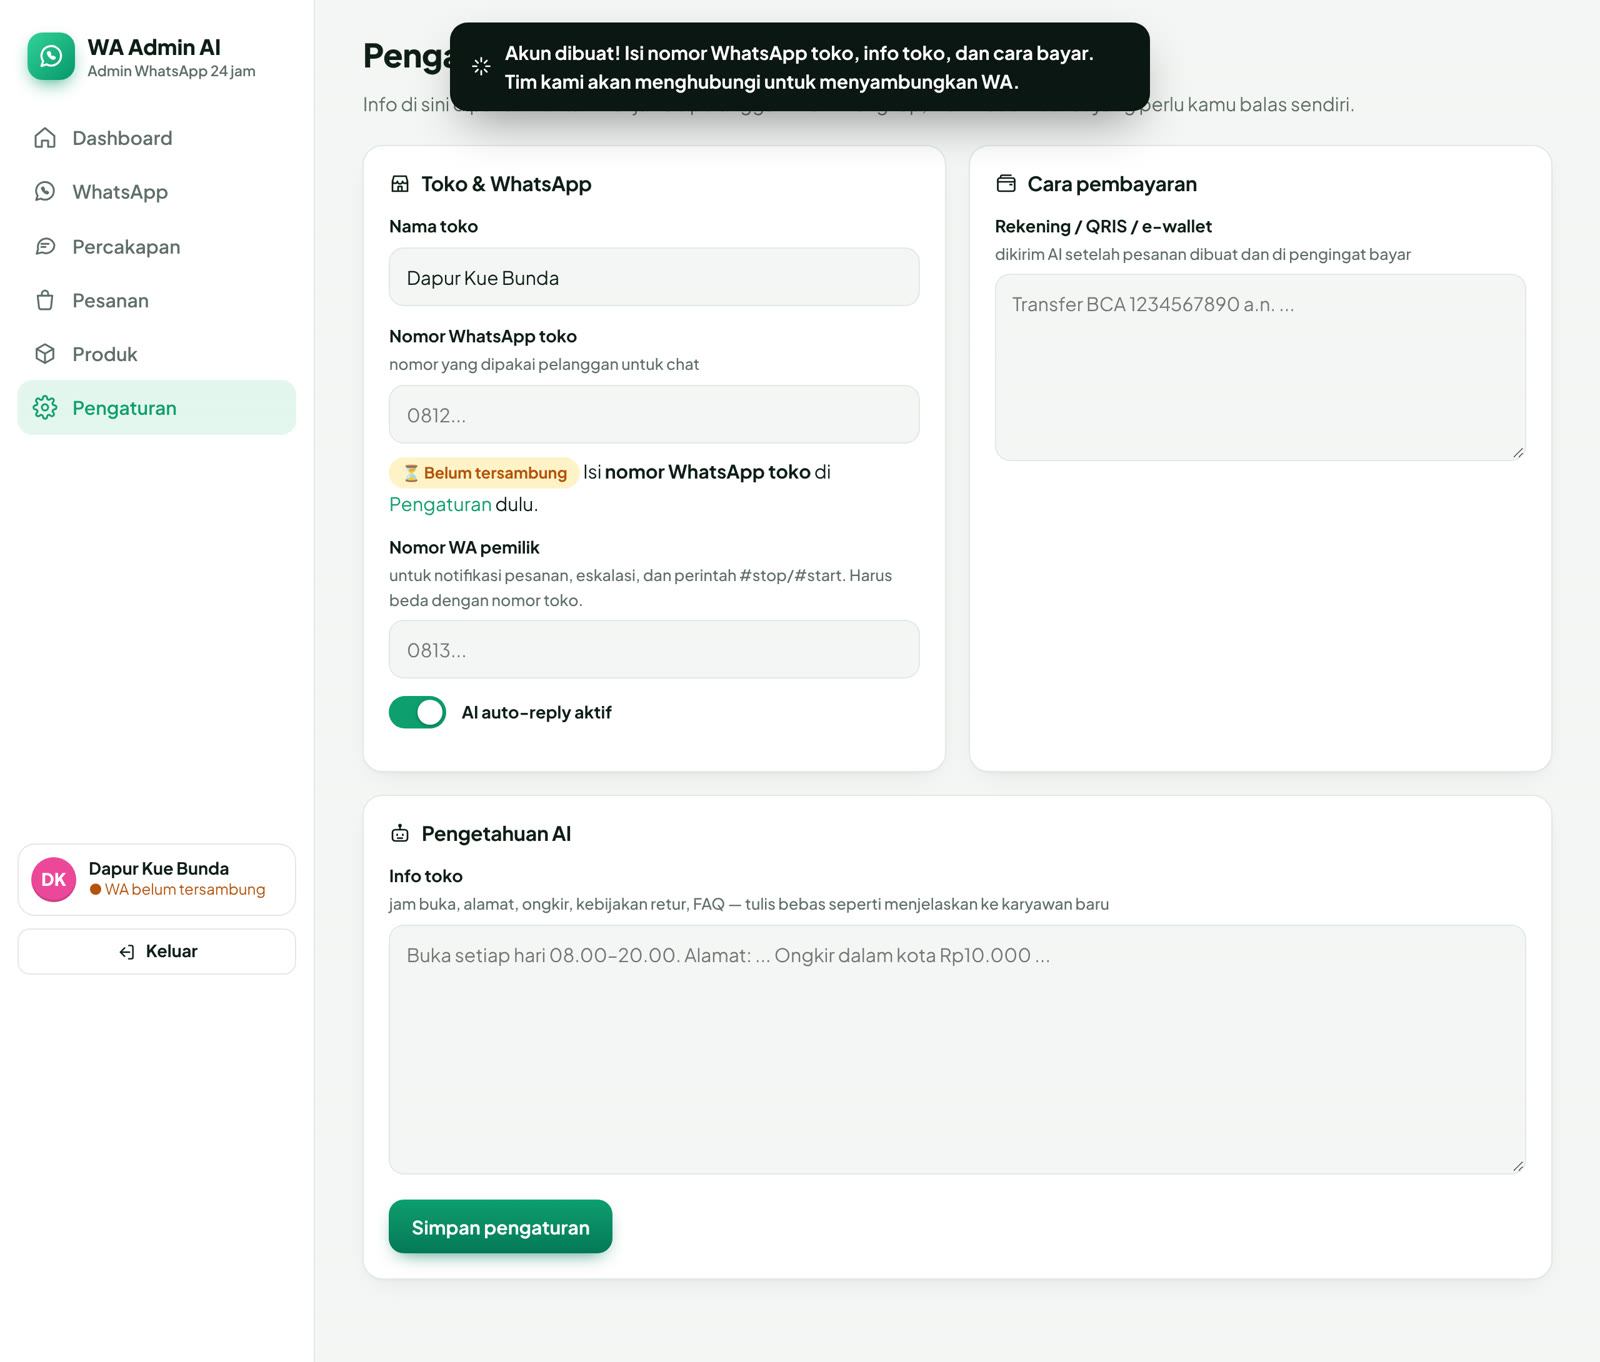 WA Admin AI
Admin WhatsApp 24 jam
Dashboard
WhatsApp
Percakapan
Pesanan
Produk
Pengaturan
Dapur Kue Bunda
WA belum tersambung
DK
Keluar
Akun dibuat! Isi nomor WhatsApp toko, info toko, dan cara bayar.
Tim kami akan menghubungi untuk menyambungkan WA.
Info di sini
perlu kamu balas sendiri.
Toko & WhatsApp
Nama toko
Dapur Kue Bunda
Nomor WhatsApp toko
nomor yang dipakai pelanggan untuk chat
0812...
⏳ Belum tersambung Isi nomor WhatsApp toko di
Pengaturan dulu.
Nomor WA pemilik
untuk notifikasi pesanan, eskalasi, dan perintah #stop/#start. Harus
beda dengan nomor toko.
0813...
AI auto-reply aktif
Cara pembayaran
Rekening / QRIS / e-wallet
dikirim AI setelah pesanan dibuat dan di pengingat bayar
Transfer BCA 1234567890 a.n. ...
Pengetahuan AI
Info toko
jam buka, alamat, ongkir, kebijakan retur, FAQ — tulis bebas seperti menjelaskan ke karyawan baru
Buka setiap hari 08.00–20.00. Alamat: ... Ongkir dalam kota Rp10.000 ...
Simpan pengaturan